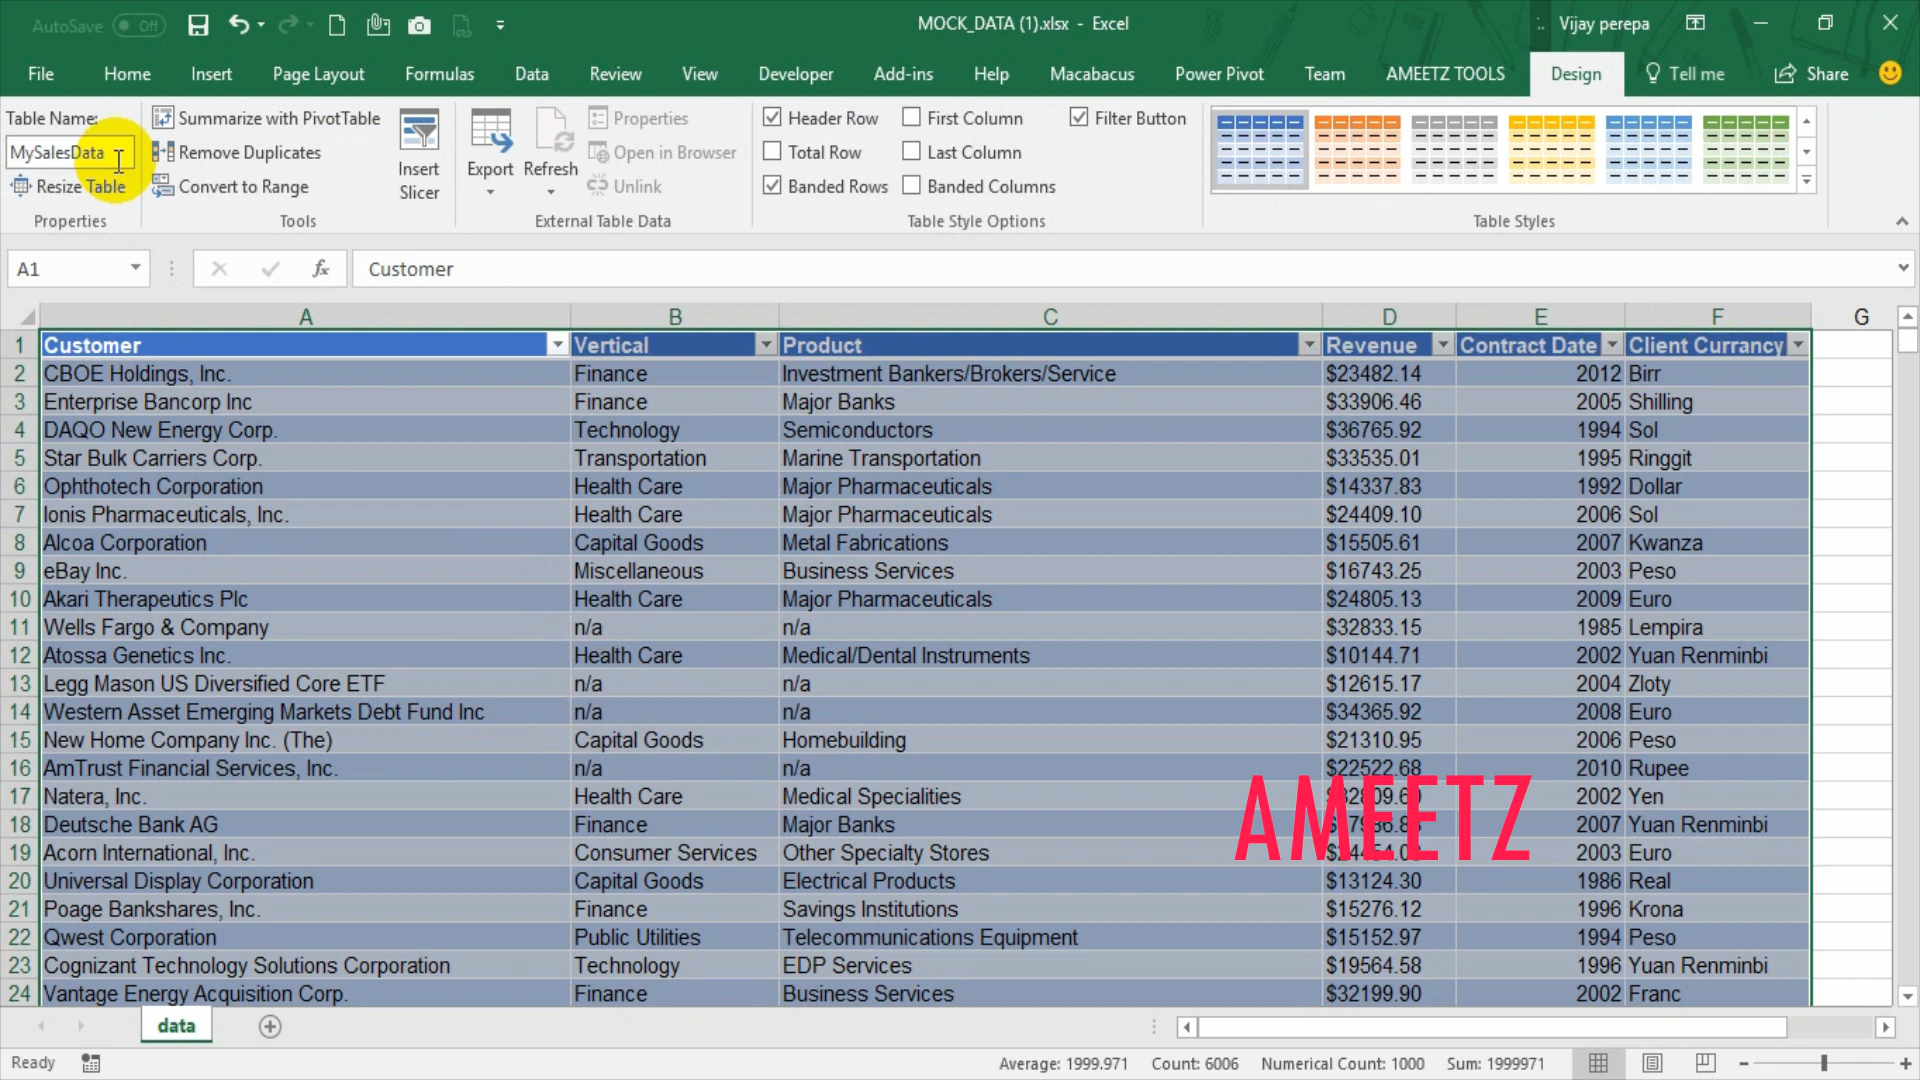 AutoSave Off MOCK_DATA (1).xlsx - Excel Vijay perepa
File Home Insert Page Layout Formulas Data Review View Developer Add-ins Help Macabacus Power Pivot Team AMEETZ TOOLS Design Tell me Share
Table Name: Summarize with PivotTable Properties Header Row First Column Filter Button
MySalesData Remove Duplicates Insert Slicer Export Refresh Open in Browser Total Row Last Column
Resize Table Convert to Range Unlink Banded Rows Banded Columns
Properties Tools External Table Data Table Style Options Table Styles
A1 fx Customer
A B C D E F G
1 Customer Vertical Product Revenue Contract Date Client Currency
2 CBOE Holdings, Inc. Finance Investment Bankers/Brokers/Service $23482.14 2012 Birr
3 Enterprise Bancorp Inc Finance Major Banks $33906.46 2005 Shilling
4 DAQO New Energy Corp. Technology Semiconductors $36765.92 1994 Sol
5 Star Bulk Carriers Corp. Transportation Marine Transportation $33535.01 1995 Ringgit
6 Ophthotech Corporation Health Care Major Pharmaceuticals $14337.83 1992 Dollar
7 Ionis Pharmaceuticals, Inc. Health Care Major Pharmaceuticals $24409.10 2006 Sol
8 Alcoa Corporation Capital Goods Metal Fabrications $15505.61 2007 Kwanza
9 eBay Inc. Miscellaneous Business Services $16743.25 2003 Peso
10 Akari Therapeutics Plc Health Care Major Pharmaceuticals $24805.13 2009 Euro
11 Wells Fargo & Company n/a n/a $32833.15 1985 Lempira
12 Atossa Genetics Inc. Health Care Medical/Dental Instruments $10144.71 2002 Yuan Renminbi
13 Legg Mason US Diversified Core ETF n/a n/a $12615.17 2004 Zloty
14 Western Asset Emerging Markets Debt Fund Inc n/a n/a $34365.92 2008 Euro
15 New Home Company Inc. (The) Capital Goods Homebuilding $21310.95 2006 Peso
16 AmTrust Financial Services, Inc. n/a n/a $22522.68 2010 Rupee
17 Natera, Inc. Health Care Medical Specialities 2002 Yen
18 Deutsche Bank AG Finance Major Banks 2007 Yuan Renminbi
AMEETZ
19 Acorn International, Inc. Consumer Services Other Specialty Stores 2003 Euro
20 Universal Display Corporation Capital Goods Electrical Products $13124.30 1986 Real
21 Poage Bankshares, Inc. Finance Savings Institutions $15276.12 1996 Krona
22 Qwest Corporation Public Utilities Telecommunications Equipment $15152.97 1994 Peso
23 Cognizant Technology Solutions Corporation Technology EDP Services $19564.58 1996 Yuan Renminbi
24 Vantage Energy Acquisition Corp. Finance Business Services $32199.90 2002 Franc
data
Ready Average: 1999.971 Count: 6006 Numerical Count: 1000 Sum: 1999971